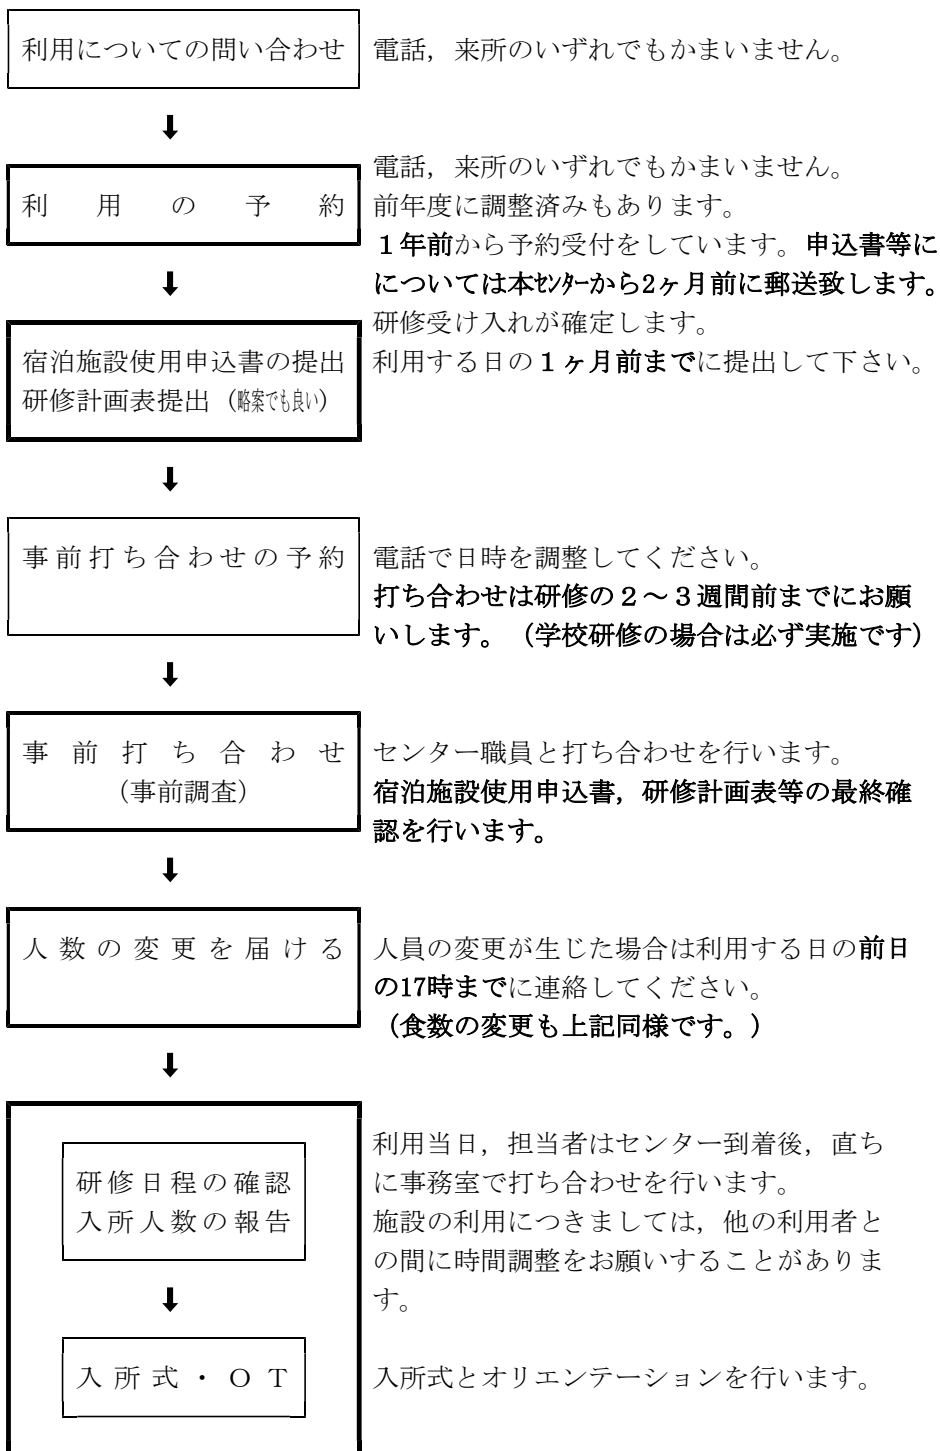 利用についての問い合わせ
電話，来所のいずれでもかまいません。
利用の予約
電話，来所のいずれでもかまいません。
前年度に調整済みもあります。
１年前から予約受付をしています。申込書等に
については本ｾﾝﾀｰから2ヶ月前に郵送致します。
宿泊施設使用申込書の提出
研修計画表提出（略案でも良い）
研修受け入れが確定します。
利用する日の１ヶ月前までに提出して下さい。
事前打ち合わせの予約
電話で日時を調整してください。
打ち合わせは研修の２～３週間前までにお願
いします。（学校研修の場合は必ず実施です）
事前打ち合わせ
（事前調査）
センター職員と打ち合わせを行います。
宿泊施設使用申込書，研修計画表等の最終確
認を行います。
人数の変更を届ける
人員の変更が生じた場合は利用する日の前日
の17時までに連絡してください。
（食数の変更も上記同様です。）
研修日程の確認
入所人数の報告
利用当日，担当者はセンター到着後，直ち
に事務室で打ち合わせを行います。
施設の利用につきましては，他の利用者と
の間に時間調整をお願いすることがありま
す。
入所式・ＯＴ
入所式とオリエンテーションを行います。